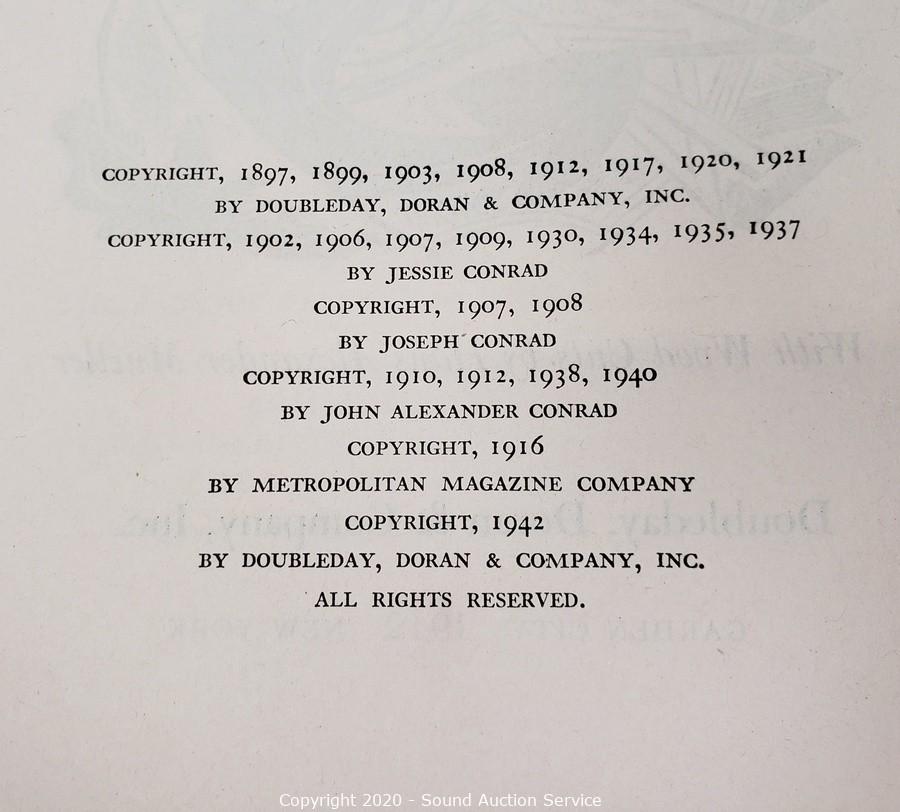 COPYRIGHT, 1897, 1899, 1903, 1908, 1912, 1917, 1920, 1921
BY DOUBLEDAY, DORAN & COMPANY, INC.
COPYRIGHT, 1902, 1906, 1907, 1909, 1930, 1934, 1935, 1937
BY JESSIE CONRAD
COPYRIGHT, 1907, 1908
BY JOSEPH CONRAD
COPYRIGHT, 1910, 1912, 1938, 1940
BY JOHN ALEXANDER CONRAD
COPYRIGHT, 1916
BY METROPOLITAN MAGAZINE COMPANY
COPYRIGHT, 1942
BY DOUBLEDAY, DORAN & COMPANY, INC.
ALL RIGHTS RESERVED.
Copyright 2020 - Sound Auction Service